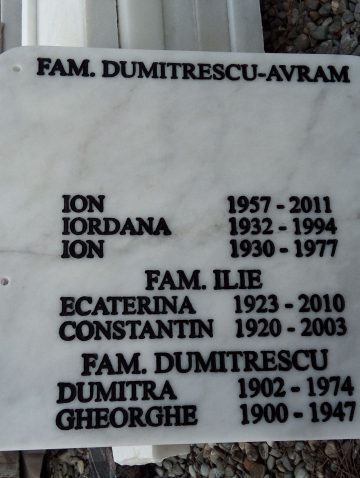 FAM. DUMITRESCU-AVRAM
ION 1957 - 2011
IORDANA 1932 - 1994
ION 1930 - 1977
FAM. ILIE
ECATERINA 1923 - 2010
CONSTANTIN 1920 - 2003
FAM. DUMITRESCU
DUMITRA 1902 - 1974
GHEORGHE 1900 - 1947